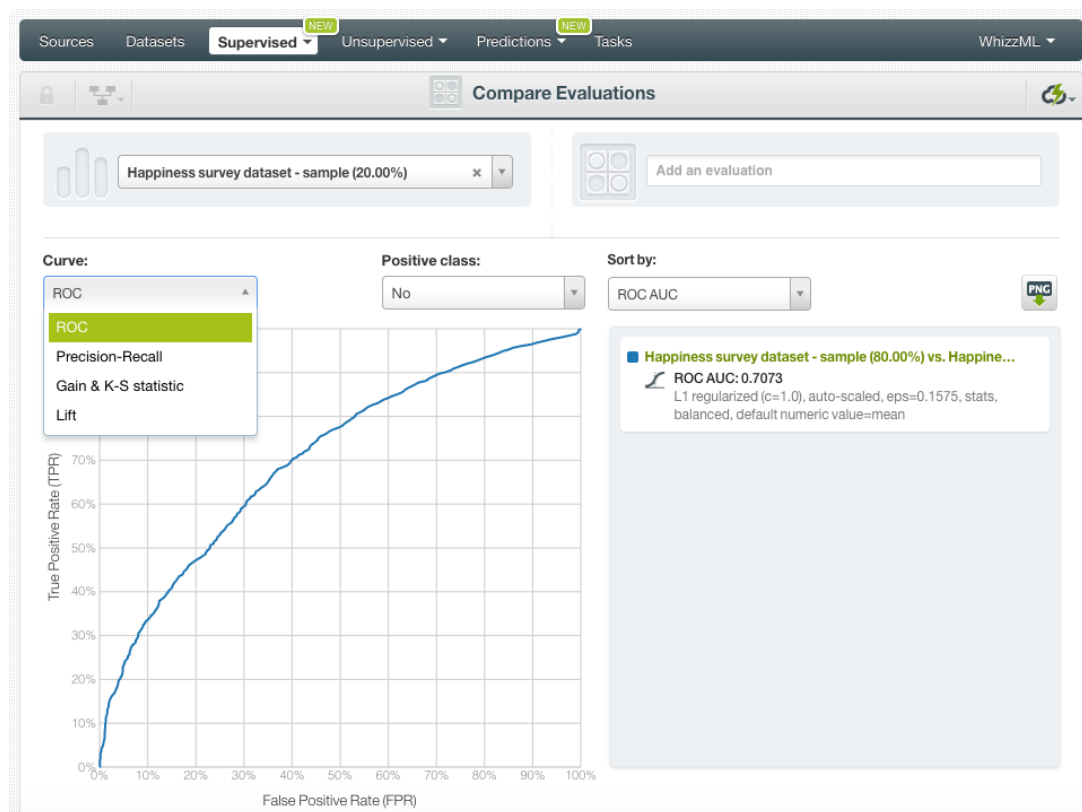 NEW
NEW
Sources Datasets Supervised Unsupervised Predictions Tasks WhizzML
Compare Evaluations
Happiness survey dataset - sample (20.00%) ×
Add an evaluation
Curve:
Positive class:
Sort by:
ROC
No
ROC AUC
PNG
ROC
Precision-Recall
Gain & K-S statistic
Lift
Happiness survey dataset - sample (80.00%) vs. Happine...
ROC AUC: 0.7073
L1 regularized (c=1.0), auto-scaled, eps=0.1575, stats,
balanced, default numeric value=mean
True Positive Rate (TPR)
70%
60%
50%
40%
30%
20%
10%
0%
0% 10% 20% 30% 40% 50% 60% 70% 80% 90% 100%
False Positive Rate (FPR)